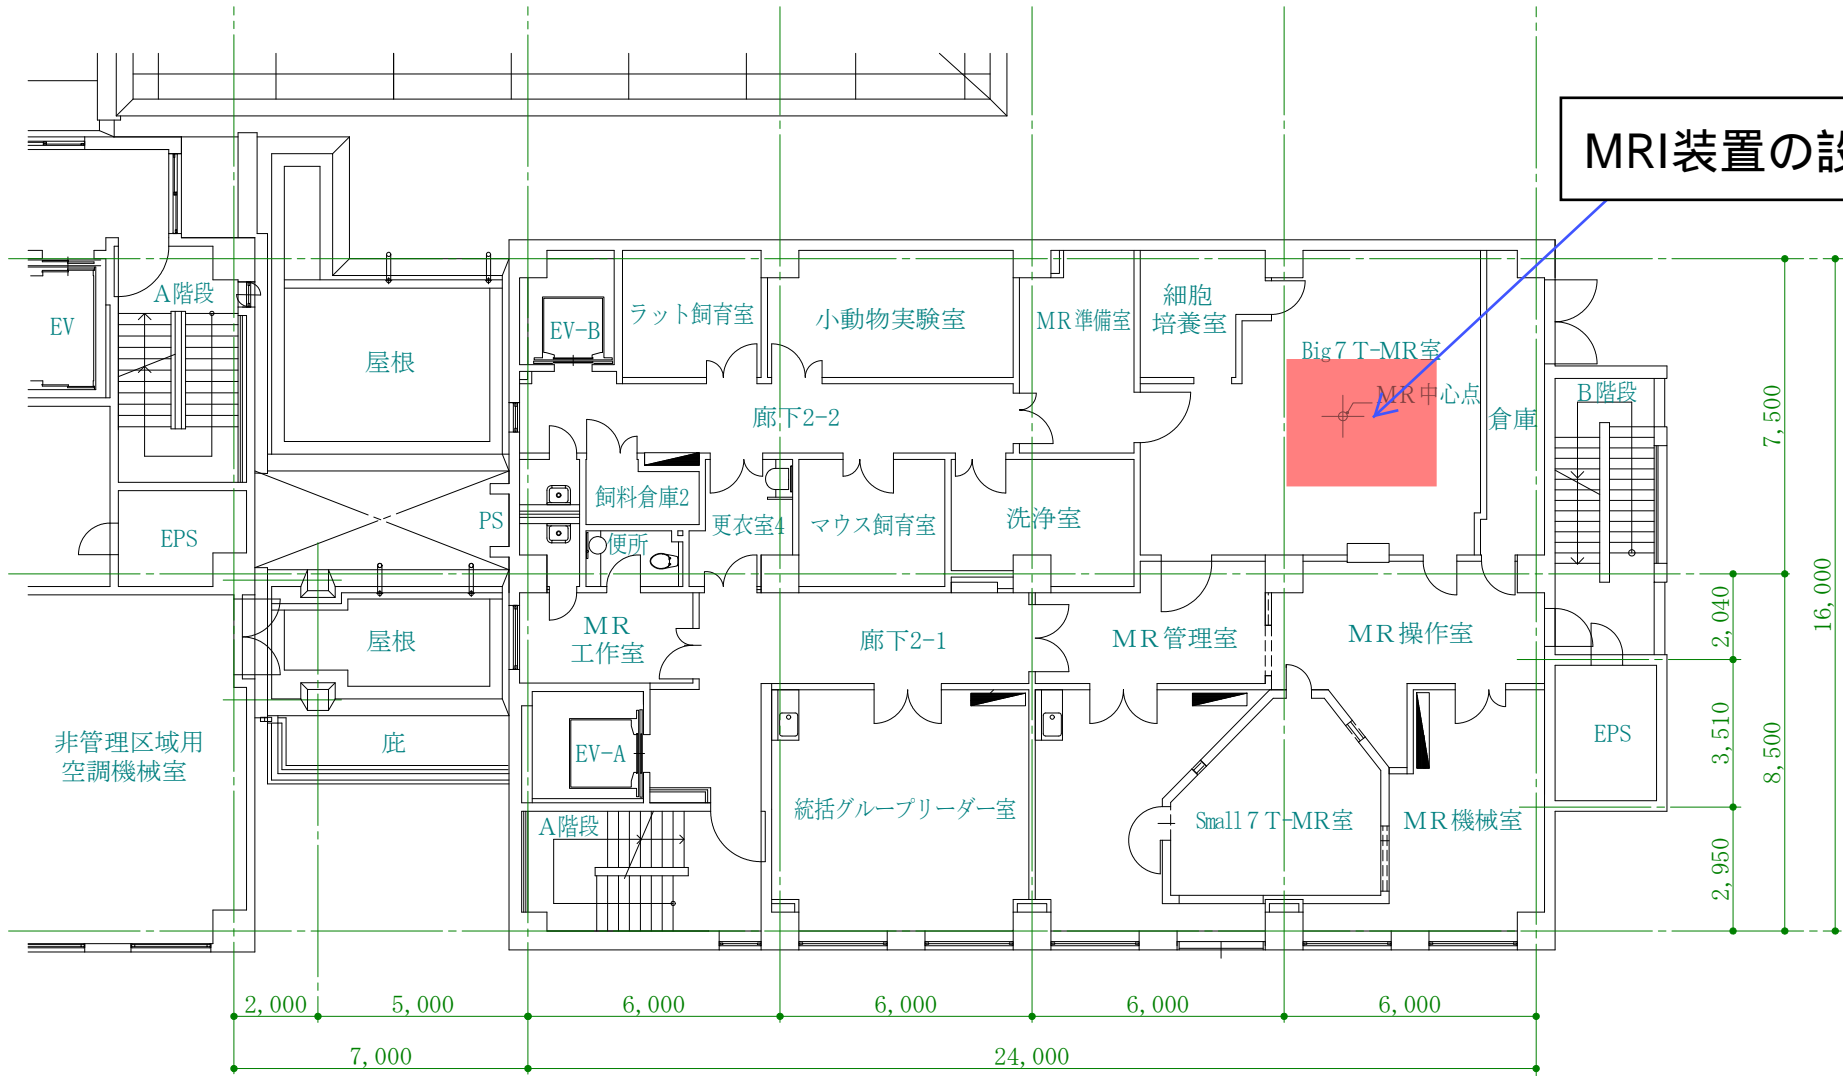 MRI装置の設
A階段
EV
屋根
EV-B
ラット飼育室
小動物実験室
MR準備室
細胞
培養室
Big7T-MR室
MR中心点
倉庫
B階段
廊下2-2
飼料倉庫2
便所
更衣室4
マウス飼育室
洗浄室
PS
EPS
屋根
MR
工作室
廊下2-1
MR管理室
MR操作室
非管理区域用
空調機械室
庇
EV-A
A階段
統括グループリーダー室
Small7T-MR室
MR機械室
EPS
7,500
16,000
2,040
3,510
8,500
2,950
2,000
5,000
6,000
6,000
6,000
6,000
7,000
24,000